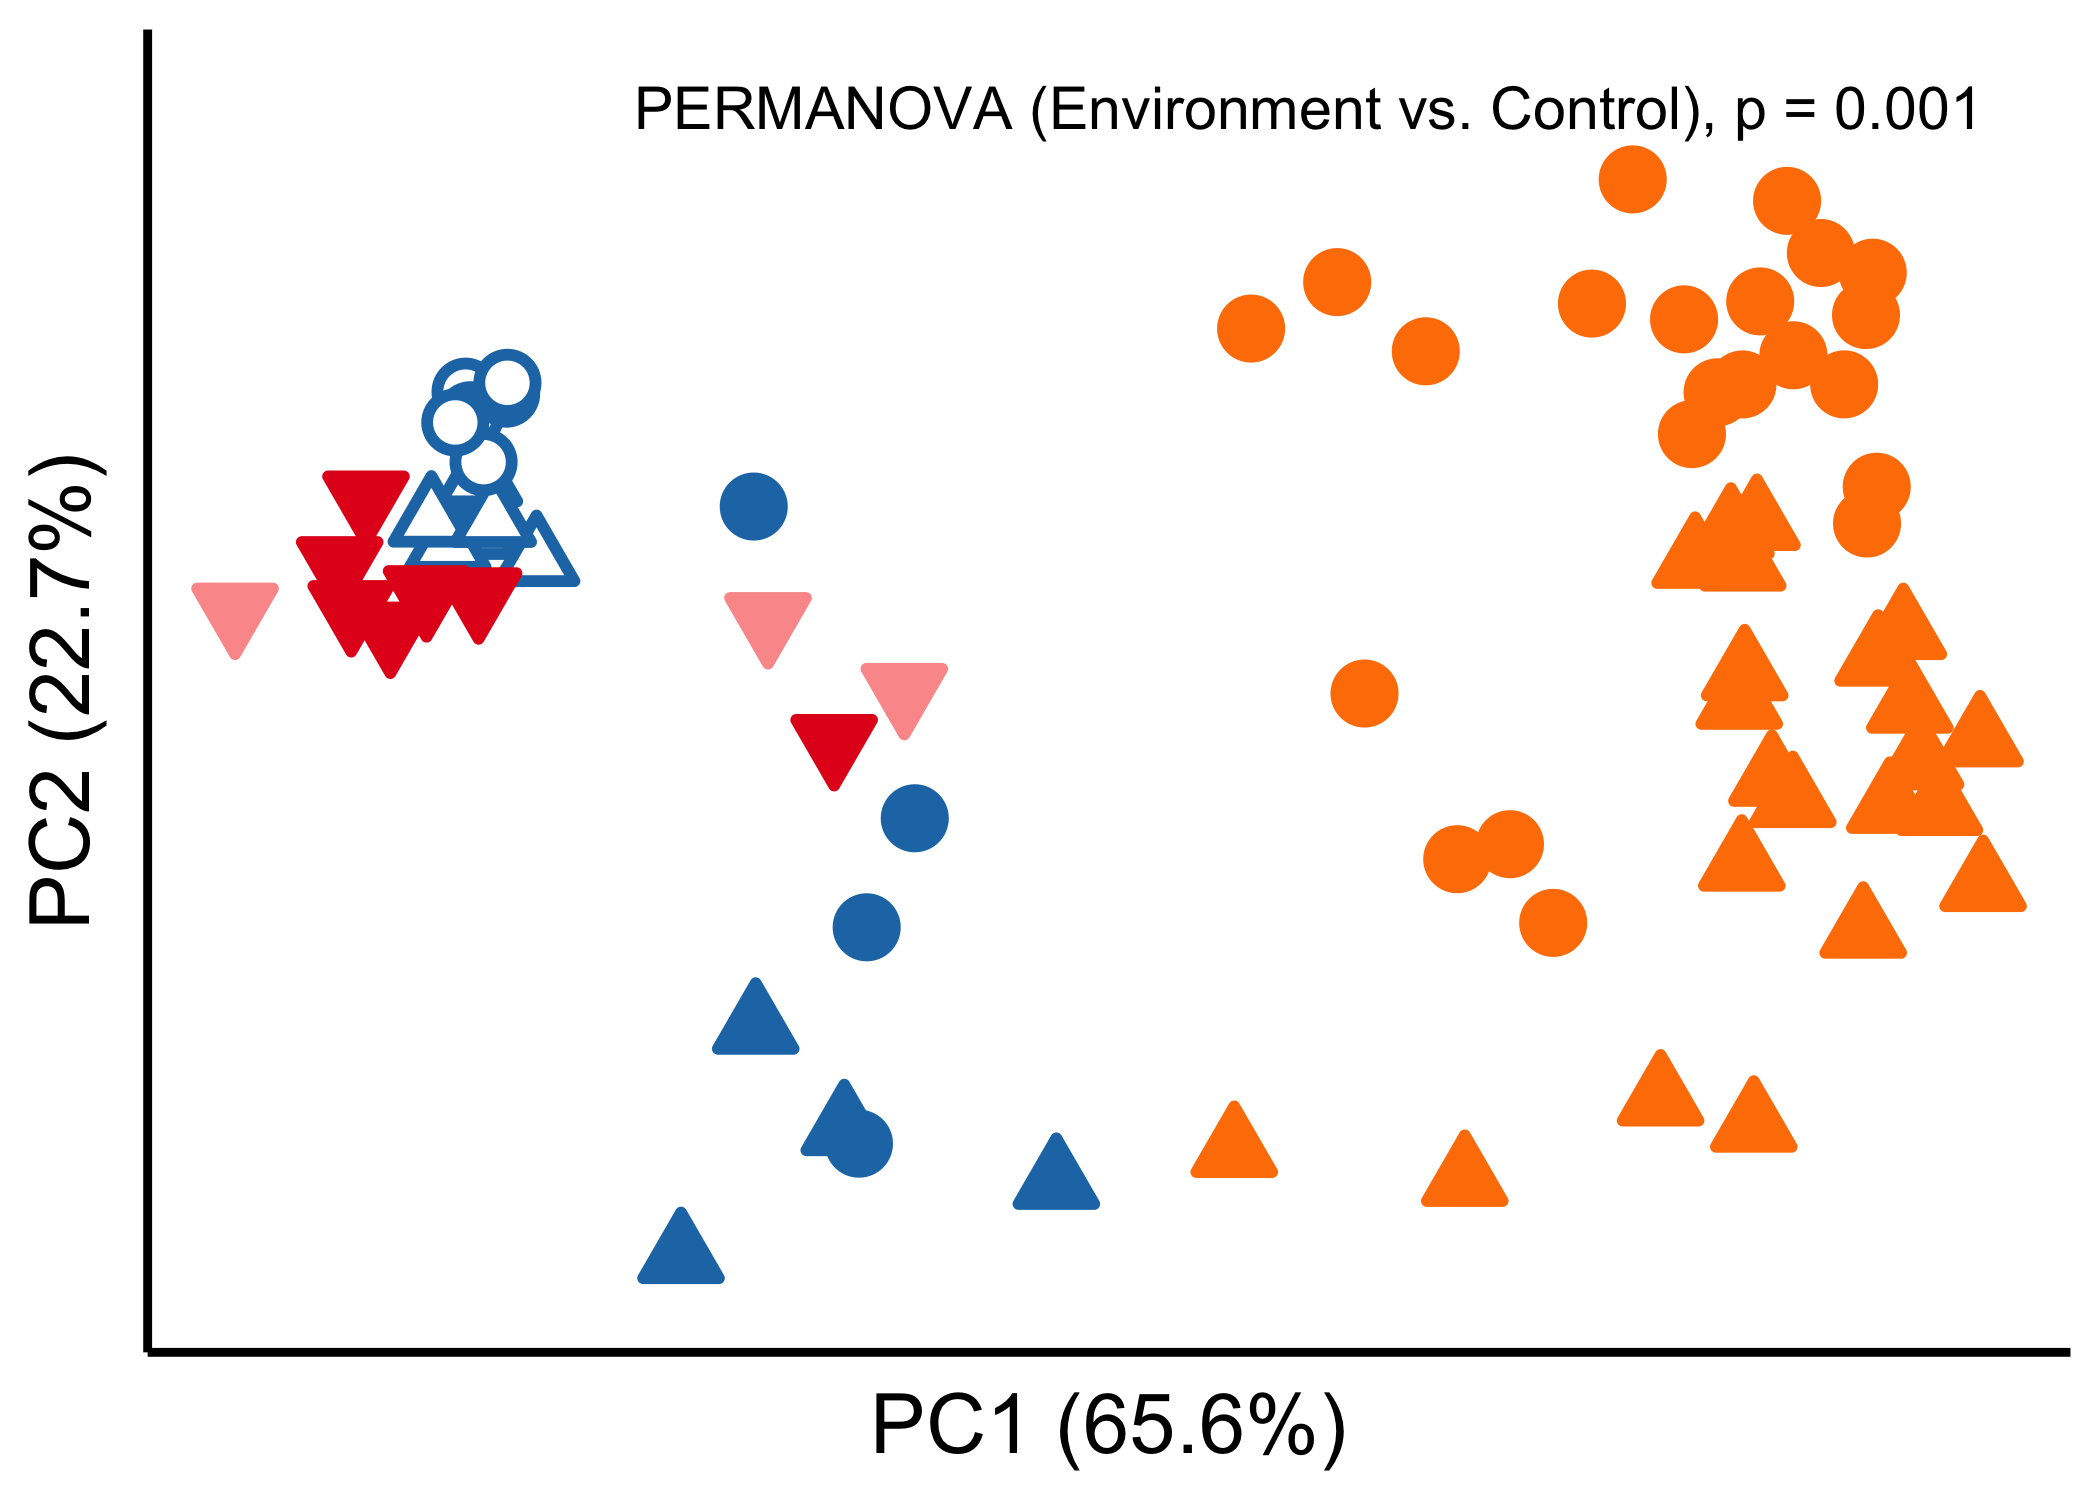 PERMANOVA (Environment vs. Control), p = 0.001
PC2 (22.7%)
PC1 (65.6%)